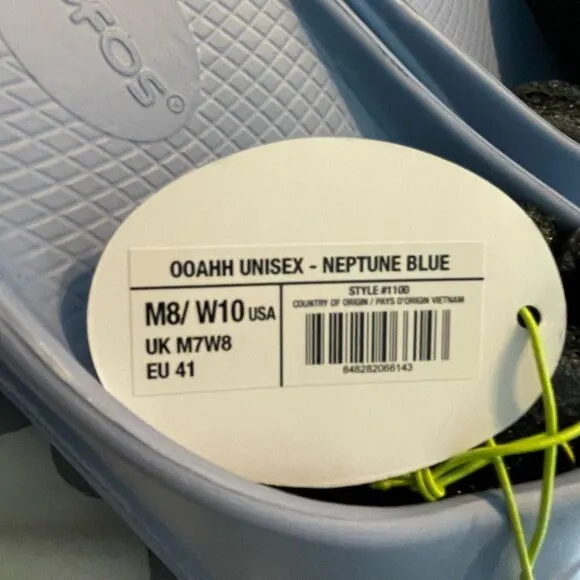 OFOS®
OOAHH UNISEX - NEPTUNE BLUE
M8/ W10 USA
UK M7W8
EU 41
STYLE #1100
COUNTRY OF ORIGIN / PAYS D'ORIGIN VIETNAM
848282066143